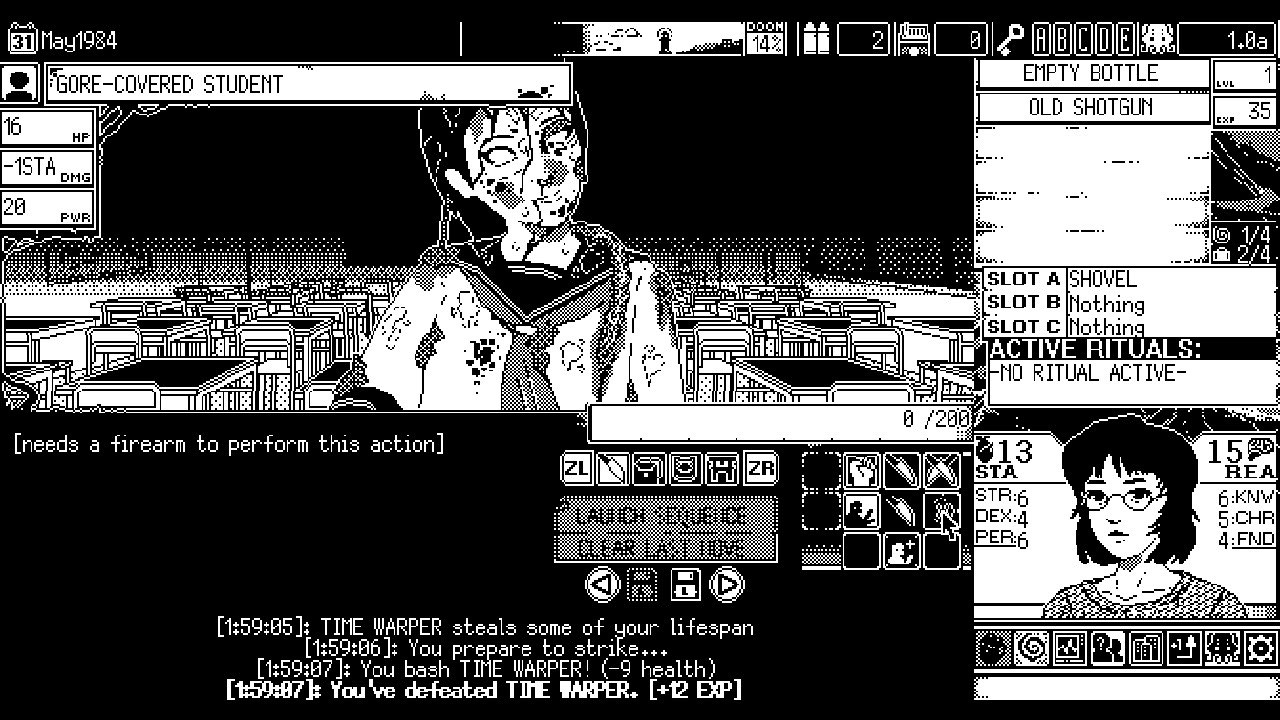 31 May1984
DOOM
14%
2
0
A B C D E
1.0a
GORE-COVERED STUDENT
16 HP
-1STA DMG
20 PWR
EMPTY BOTTLE
LVL 1
OLD SHOTGUN
EXP 35
1/4
2/4
SLOT A SHOVEL
SLOT B Nothing
SLOT C Nothing
ACTIVE RITUALS:
-NO RITUAL ACTIVE-
0 /200
[needs a firearm to perform this action]
ZL
ZR
LAUNCH SEQUENCE
CLEAR LAST MOVE
13 STA
15 REA
STR:6
DEX:4
PER:6
6:KNW
5:CHR
4:FND
[1:59:05]: TIME WARPER steals some of your lifespan
[1:59:06]: You prepare to strike...
[1:59:07]: You bash TIME WARPER! (-9 health)
[1:59:07]: You've defeated TIME WARPER. [+12 EXP]